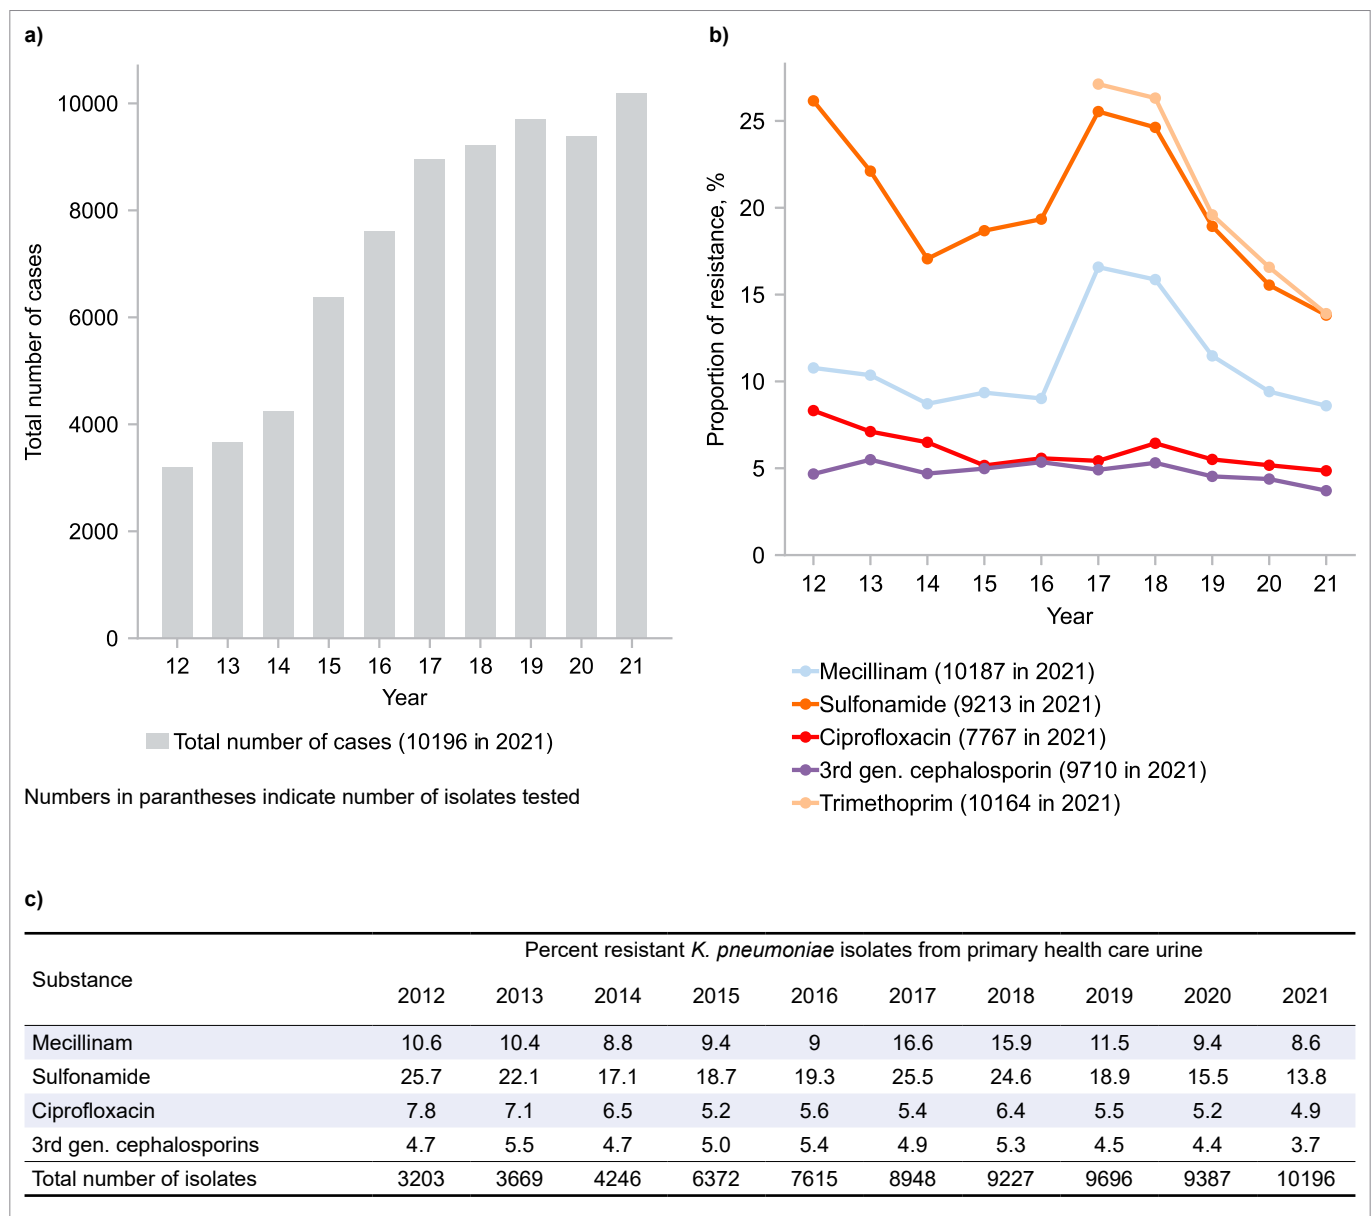 a)
10000
8000
6000
4000
2000
0
Total number of cases
12 13 14 15 16 17 18 19 20 21
Year
Total number of cases (10196 in 2021)
Numbers in parantheses indicate number of isolates tested
b)
25
20
15
10
5
0
Proportion of resistance, %
12 13 14 15 16 17 18 19 20 21
Year
Mecillinam (10187 in 2021)
Sulfonamide (9213 in 2021)
Ciprofloxacin (7767 in 2021)
3rd gen. cephalosporin (9710 in 2021)
Trimethoprim (10164 in 2021)
c)
Percent resistant K. pneumoniae isolates from primary health care urine
Substance
2012 2013 2014 2015 2016 2017 2018 2019 2020 2021
Mecillinam 10.6 10.4 8.8 9.4 9 16.6 15.9 11.5 9.4 8.6
Sulfonamide 25.7 22.1 17.1 18.7 19.3 25.5 24.6 18.9 15.5 13.8
Ciprofloxacin 7.8 7.1 6.5 5.2 5.6 5.4 6.4 5.5 5.2 4.9
3rd gen. cephalosporins 4.7 5.5 4.7 5.0 5.4 4.9 5.3 4.5 4.4 3.7
Total number of isolates 3203 3669 4246 6372 7615 8948 9227 9696 9387 10196